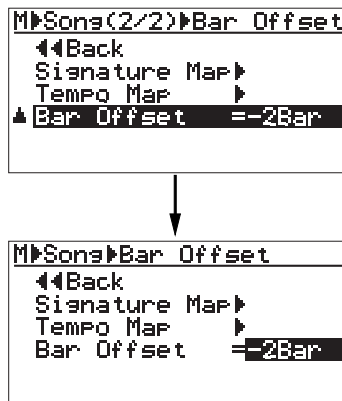 M▶Song(2/2)▶Bar Offset
◀◀Back
Signature Map▶
Tempo Map ▶
Bar Offset =-2Bar
M▶Song▶Bar Offset
◀◀Back
Signature Map▶
Tempo Map ▶
Bar Offset =-2Bar